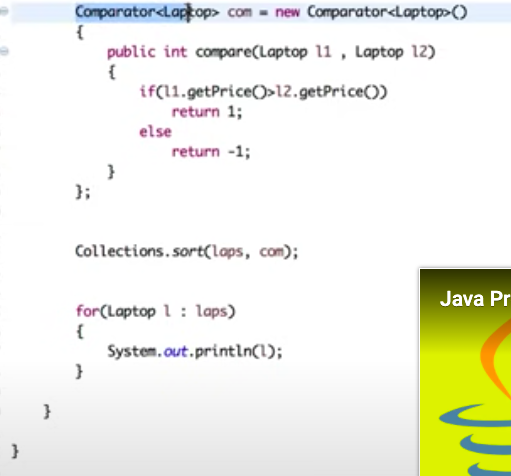 Comparator<Laptop> com = new Comparator<Laptop>()
{
public int compare(Laptop l1 , Laptop l2)
{
if(l1.getPrice()>l2.getPrice())
return 1;
else
return -1;
}
};
Collections.sort(laps, com);
for(Laptop l : laps)
{
System.out.println(l);
}
}
}
Java Pr